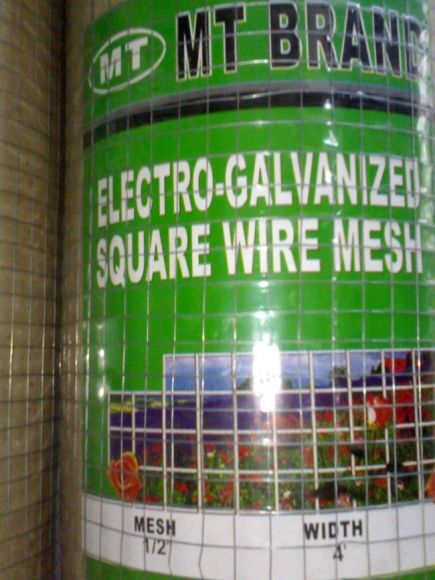 MT MT BRAND
ELECTRO-GALVANIZED
SQUARE WIRE MESH
MESH WIDTH
1/2' 4'